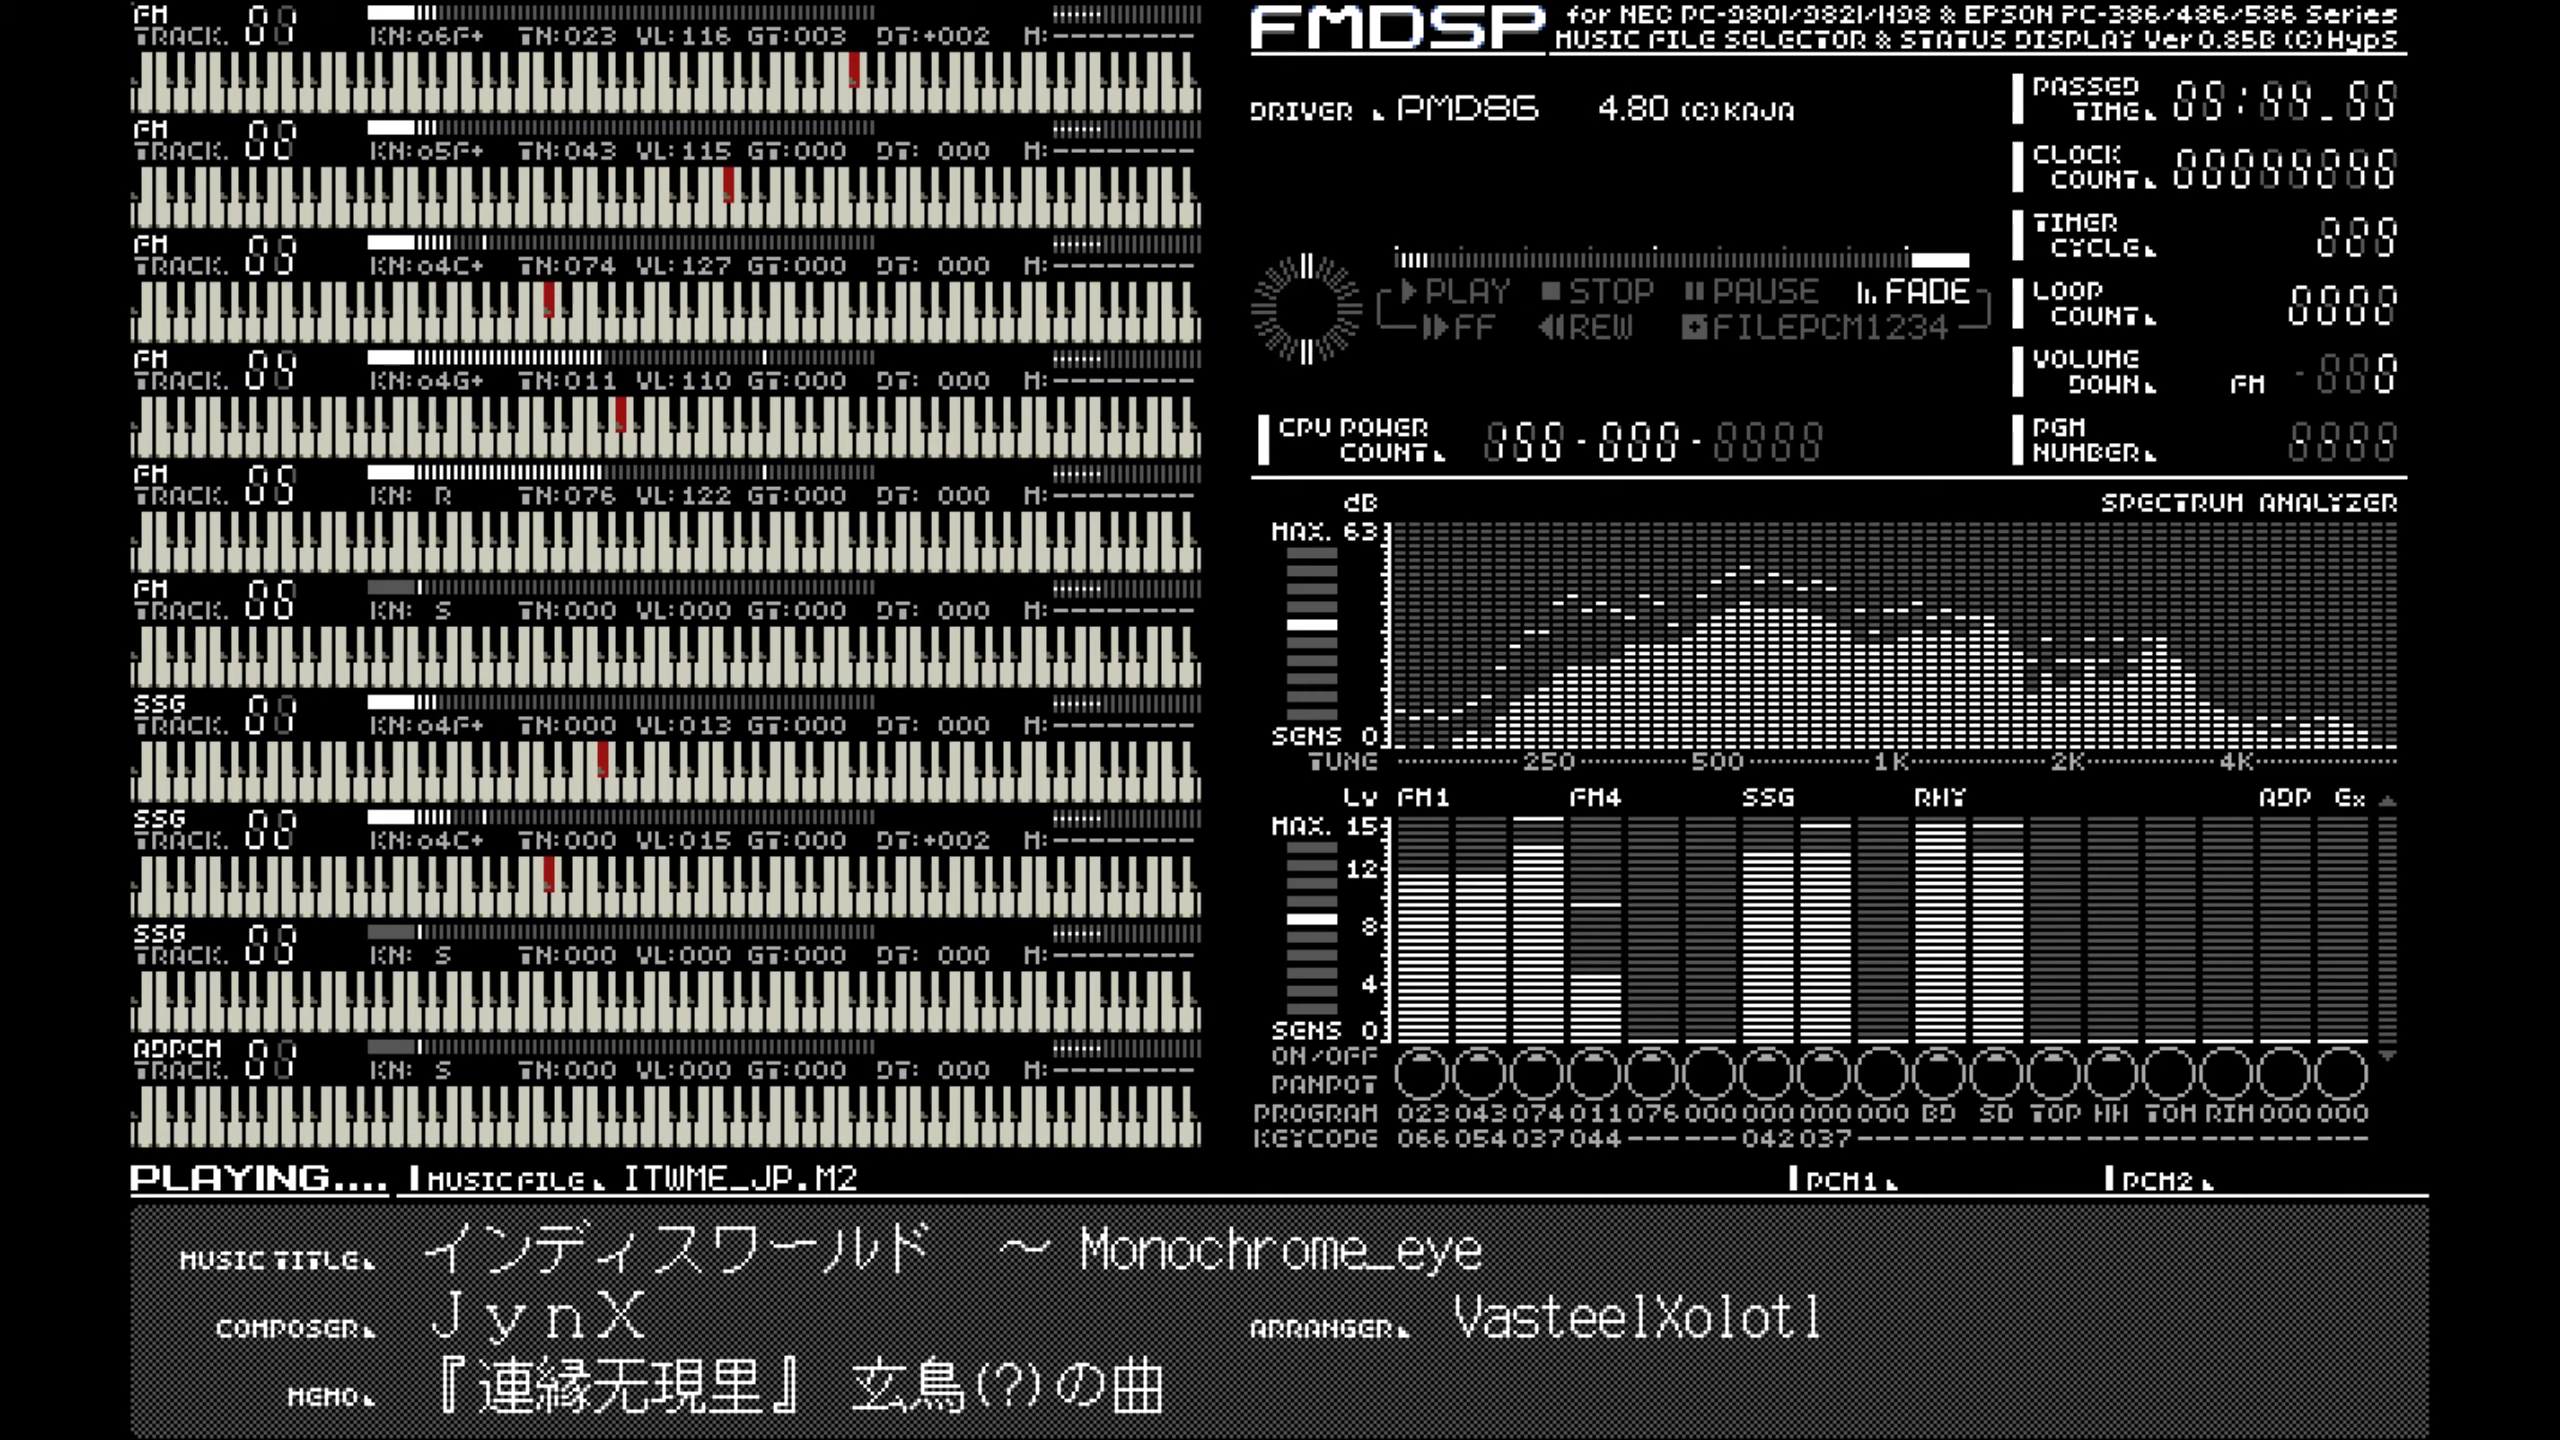 FM
TRACK. 01 KN:o6F+ TN:023 VL:116 GT:003 DT:+002 M:--------
FM
TRACK. 02 KN:o5F+ TN:043 VL:115 GT:000 DT: 000 M:--------
FM
TRACK. 03 KN:o4C+ TN:074 VL:127 GT:000 DT: 000 M:--------
FM
TRACK. KN:o4G+ TN:011 VL:110 GT:000 DT: 000 M:--------
FM
TRACK. 05 KN: R TN:076 VL:122 GT:000 DT: 000 M:--------
FM
TRACK. 06 KN: S TN:000 VL:000 GT:000 DT: 000 M:--------
SSG
TRACK. 01 KN:o4F+ TN:000 VL:013 GT:000 DT: 000 M:--------
SSG
TRACK. 02 KN:o4C+ TN:000 VL:015 GT:000 DT:+002 M:--------
SSG
TRACK. 03 KN: S TN:000 VL:000 GT:000 DT: 000 M:--------
ADPCM
TRACK. 01 KN: S TN:000 VL:000 GT:000 DT: 000 M:--------
FMDSP for NEC PC-9801/9821/H98 & EPSON PC-386/486/586 Series
MUSIC FILE SELECTOR & STATUS DISPLAY Ver 0.85B (C) HypS
DRIVER PMD86 4.80 (C)KAJA
PASSED
TIME
CLOCK
COUNT
TIMER
CYCLE
LOOP
COUNT
VOLUME
DOWN FM
PGM
NUMBER
PLAY STOP PAUSE FADE
FF REW FILE PCM1234
CPU POWER
COUNT
dB SPECTRUM ANALYZER
MAX. 63
SENS 0
TUNE 250 500 1K 2K 4K
Lv FM1 FM4 SSG RHY ADP Ex
MAX. 15
12
8
4
SENS 0
ON/OFF
PANPOT
PROGRAM 023 043 074 011 076 000 000 000 000 BD SD TOP HH TOM RIM 000 000
KEYCODE 066 054 037 044 --- --- 042 037 ---
PLAYING.... MUSIC FILE ITWME_JP.M2 PCM1 PCM2
MUSIC TITLE インディスワールド ～ Monochrome_eye
COMPOSER ＪｙｎＸ ARRANGER VasteelXolotl
MEMO 『連縁无現里』 玄鳥(?)の曲